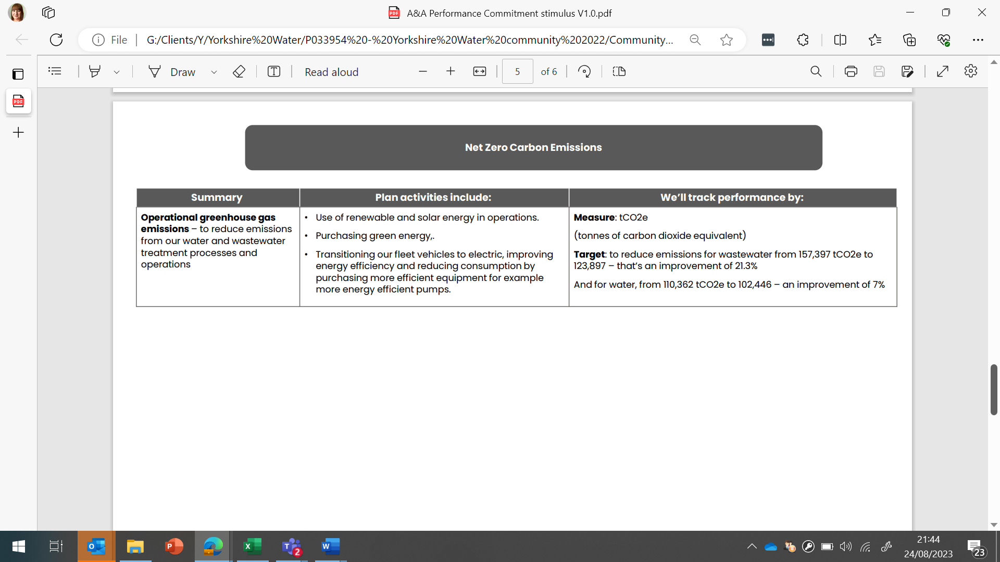 A&A Performance Commitment stimulus V1.0.pdf
File
G:/Clients/Y/Yorkshire%20Water/P033954%20-%20Yorkshire%20Water%20community%202022/Community...
Draw
Read aloud
5
of 6
Net Zero Carbon Emissions
Summary
Plan activities include:
We'll track performance by:
Operational greenhouse gas
emissions – to reduce emissions
from our water and wastewater
treatment processes and
operations
• Use of renewable and solar energy in operations.
• Purchasing green energy,.
• Transitioning our fleet vehicles to electric, improving
energy efficiency and reducing consumption by
purchasing more efficient equipment for example
more energy efficient pumps.
Measure: tCO2e
(tonnes of carbon dioxide equivalent)
Target: to reduce emissions for wastewater from 157,397 tCO2e to
123,897 – that's an improvement of 21.3%
And for water, from 110,362 tCO2e to 102,446 – an improvement of 7%
2
21:44
24/08/2023
23